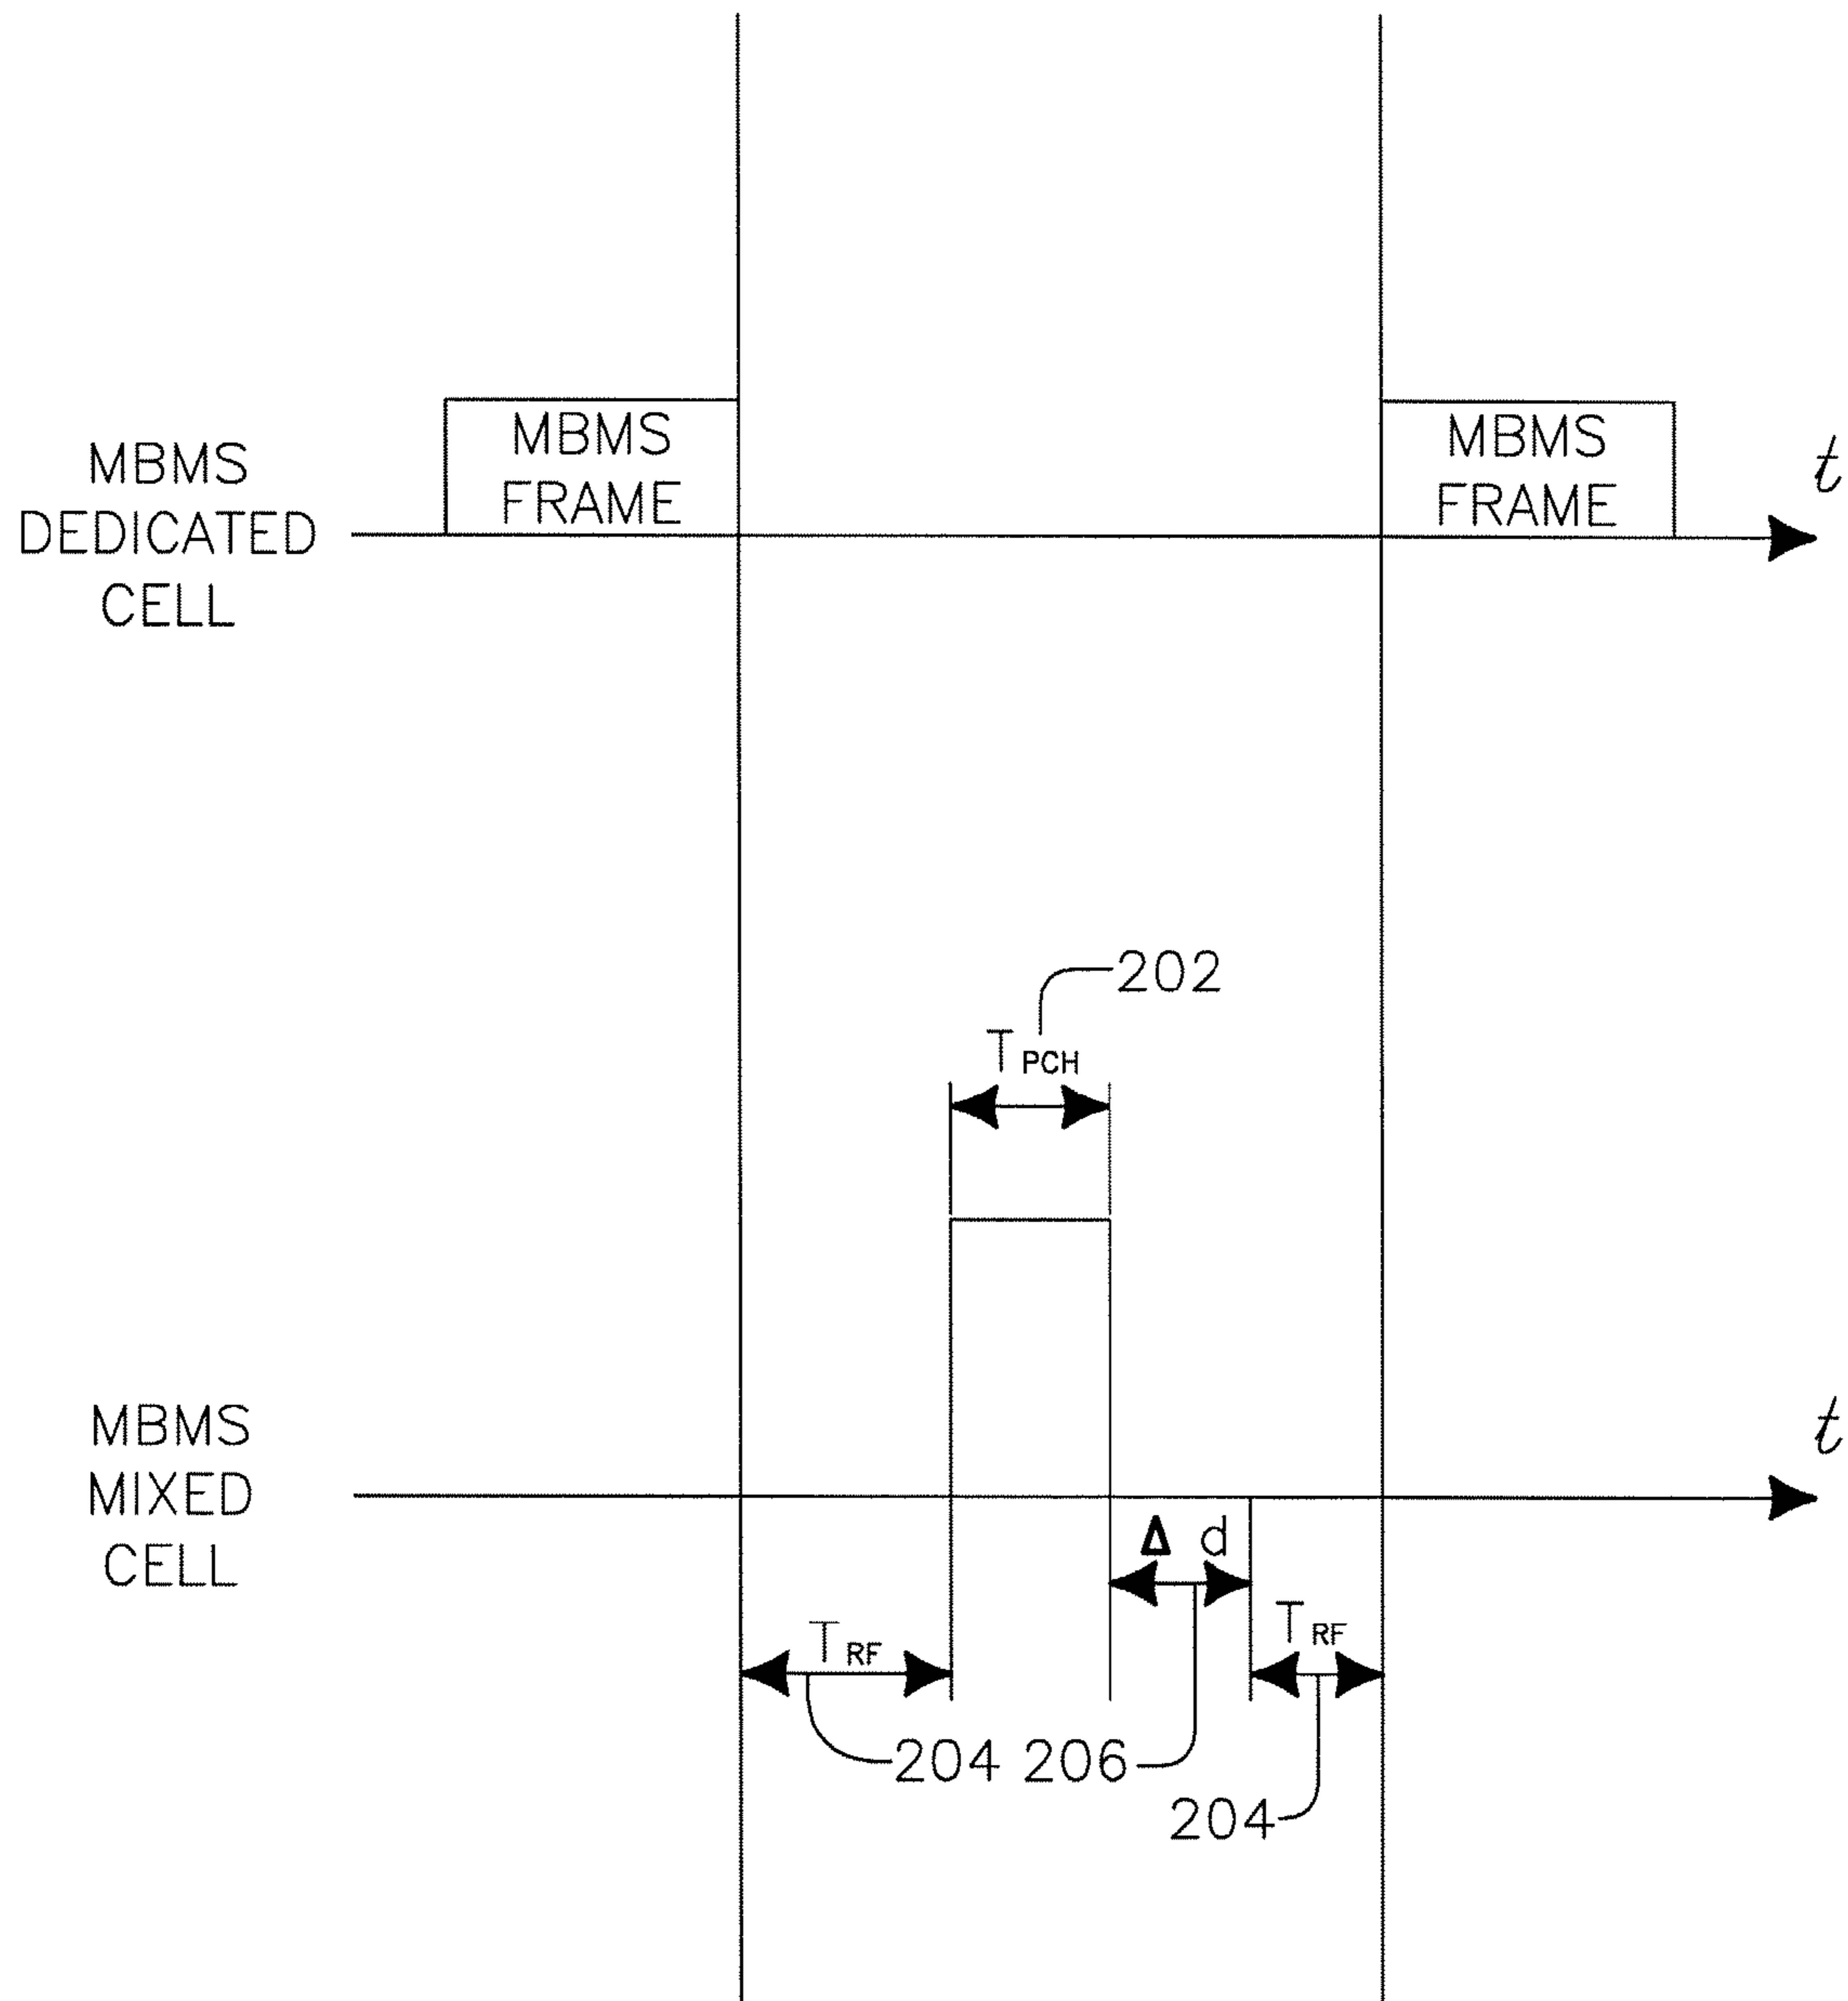 MBMS
DEDICATED
CELL
MBMS
FRAME
MBMS
FRAME
t
202
T PCH
MBMS
MIXED
CELL
t
Δ d
T RF
T RF
204
206
204